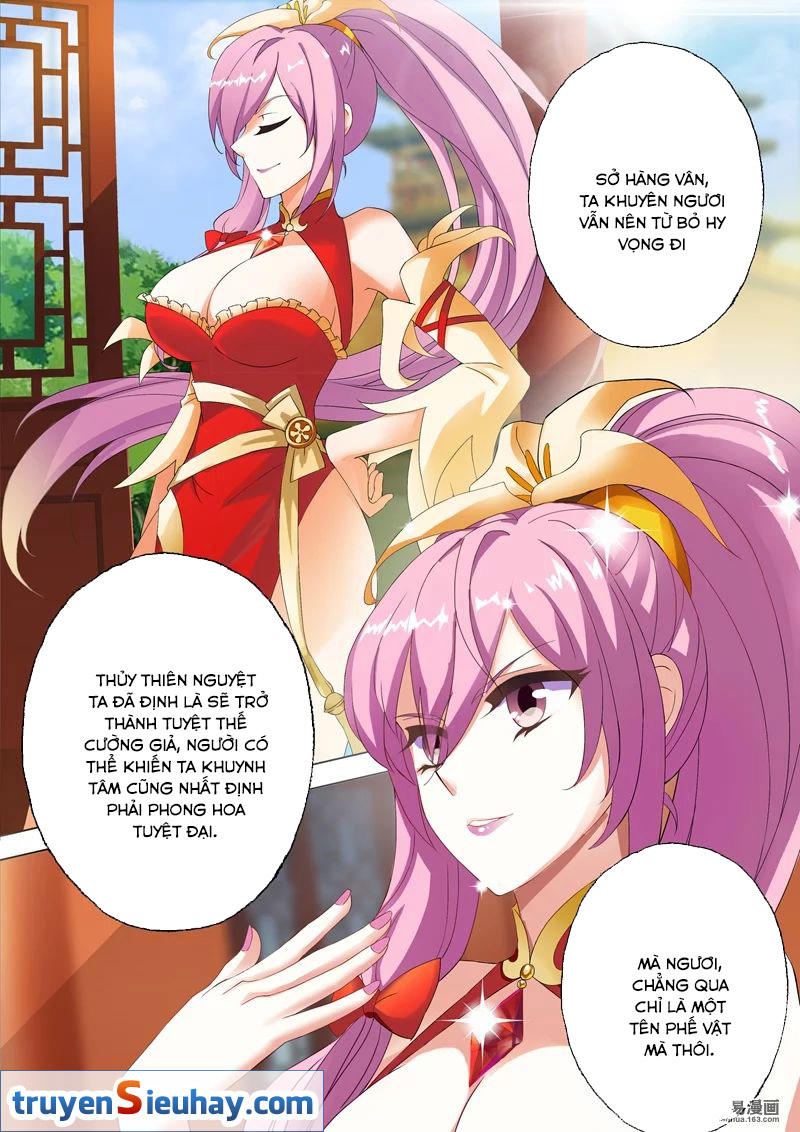 SỞ HÀNG VÂN,
TA KHUYÊN NGƯƠI
VẪN NÊN TỪ BỎ HY
VỌNG ĐI
THỦY THIÊN NGUYỆT
TA ĐÃ ĐỊNH LÀ SẼ TRỞ
THÀNH TUYỆT THẾ
CƯỜNG GIẢ, NGƯỜI CÓ
THỂ KHIẾN TA KHUYNH
TÂM CŨNG NHẤT ĐỊNH
PHẢI PHONG HOA
TUYỆT ĐẠI.
MÀ NGƯƠI,
CHẲNG QUA
CHỈ LÀ MỘT
TÊN PHẾ VẬT
MÀ THÔI.
truyenSieuhay.com
易漫画